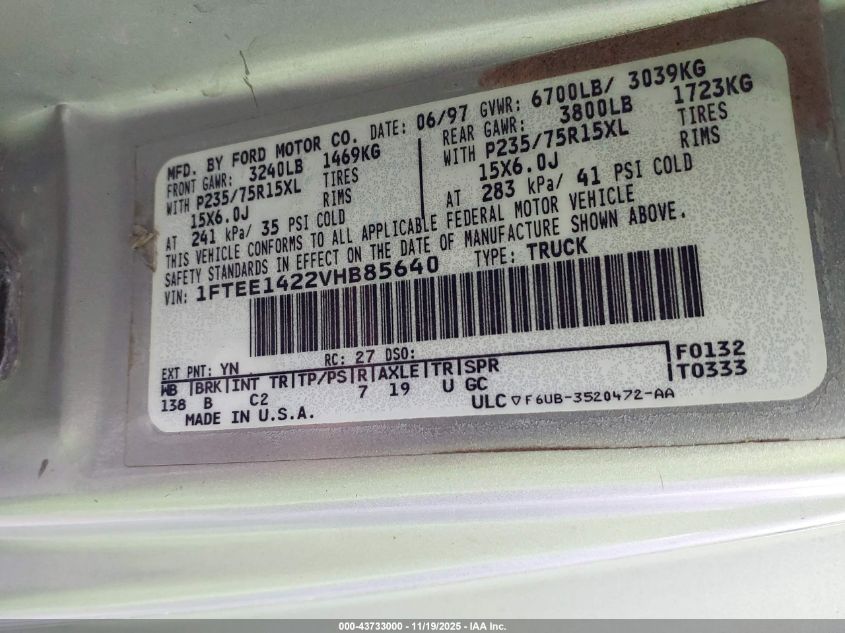 MFD. BY FORD MOTOR CO. DATE: 06/97 GVWR: 6700LB/ 3039KG
FRONT GAWR: 3240LB 1469KG REAR GAWR: 3800LB 1723KG
WITH P235/75R15XL TIRES WITH P235/75R15XL TIRES
15X6.0J RIMS 15X6.0J RIMS
AT 241 kPa/ 35 PSI COLD AT 283 kPa/ 41 PSI COLD
THIS VEHICLE CONFORMS TO ALL APPLICABLE FEDERAL MOTOR VEHICLE
SAFETY STANDARDS IN EFFECT ON THE DATE OF MANUFACTURE SHOWN ABOVE.
VIN: 1FTEE1422VHB85640 TYPE: TRUCK
EXT PNT: YN RC: 27 DSO: F0132
WB BRK INT TR TP/PS R AXLE TR SPR T0333
138 B C2 7 19 U GC
MADE IN U.S.A. ULC ▽ F6UB-3520472-AA
000-43733000 - 11/19/2025 - IAA Inc.